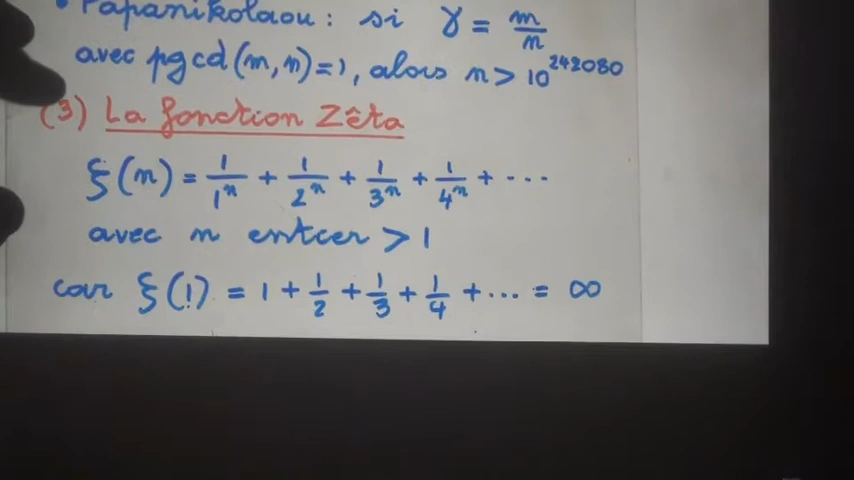 • Papanikolaou : si γ = m/n
avec pgcd(m,n)=1, alors n > 10^242080
(3) La fonction Zêta
ξ(n) = 1/1^n + 1/2^n + 1/3^n + 1/4^n + ...
avec n entier > 1
car ξ(1) = 1 + 1/2 + 1/3 + 1/4 + ... = ∞